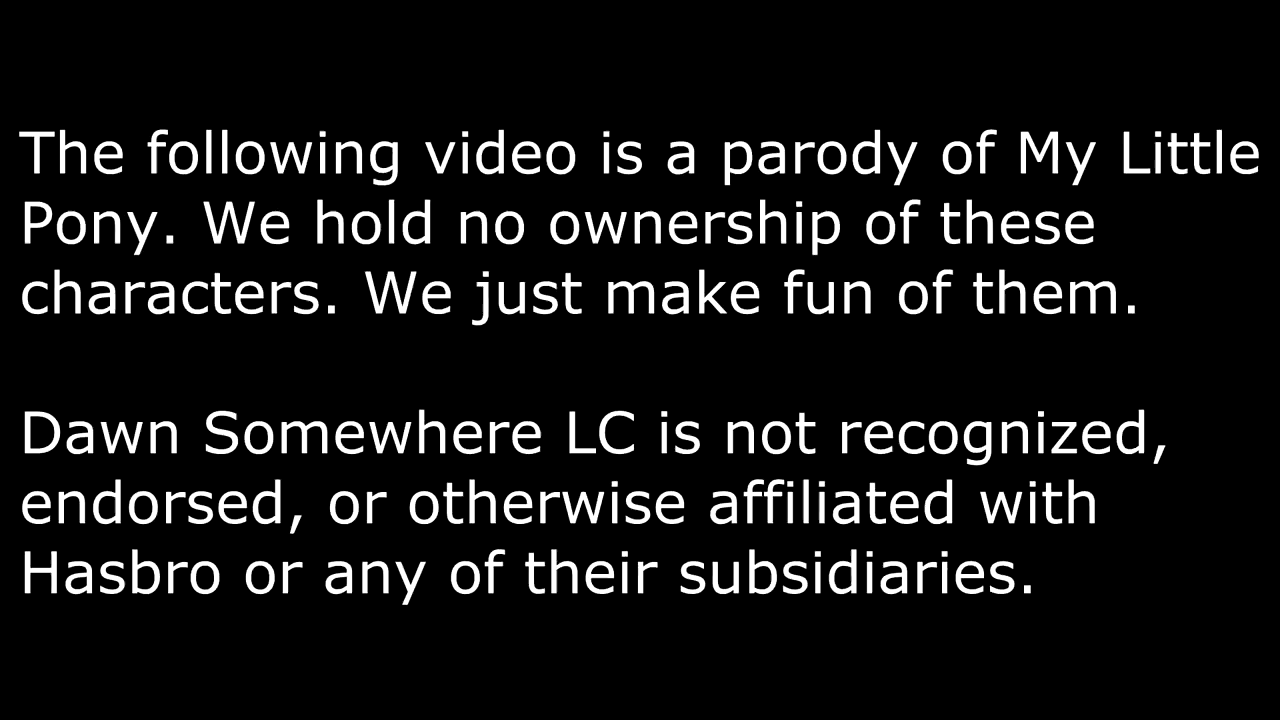 The following video is a parody of My Little
Pony. We hold no ownership of these
characters. We just make fun of them.
Dawn Somewhere LC is not recognized,
endorsed, or otherwise affiliated with
Hasbro or any of their subsidiaries.